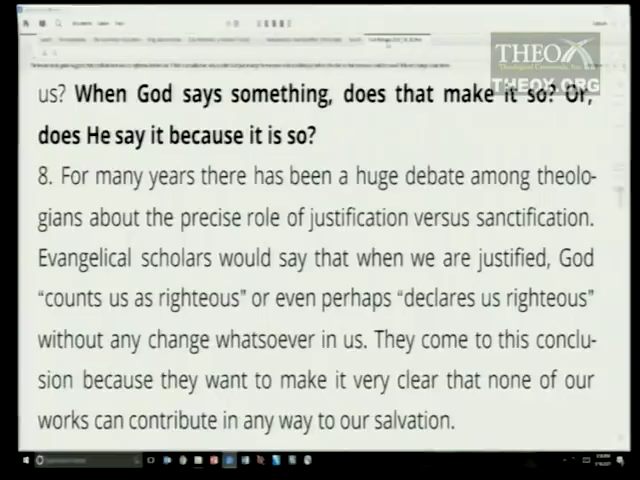 THEOX
THEOX.ORG
us? When God says something, does that make it so? Or,
does He say it because it is so?
8. For many years there has been a huge debate among theolo-
gians about the precise role of justification versus sanctification.
Evangelical scholars would say that when we are justified, God
“counts us as righteous” or even perhaps “declares us righteous”
without any change whatsoever in us. They come to this conclu-
sion because they want to make it very clear that none of our
works can contribute in any way to our salvation.